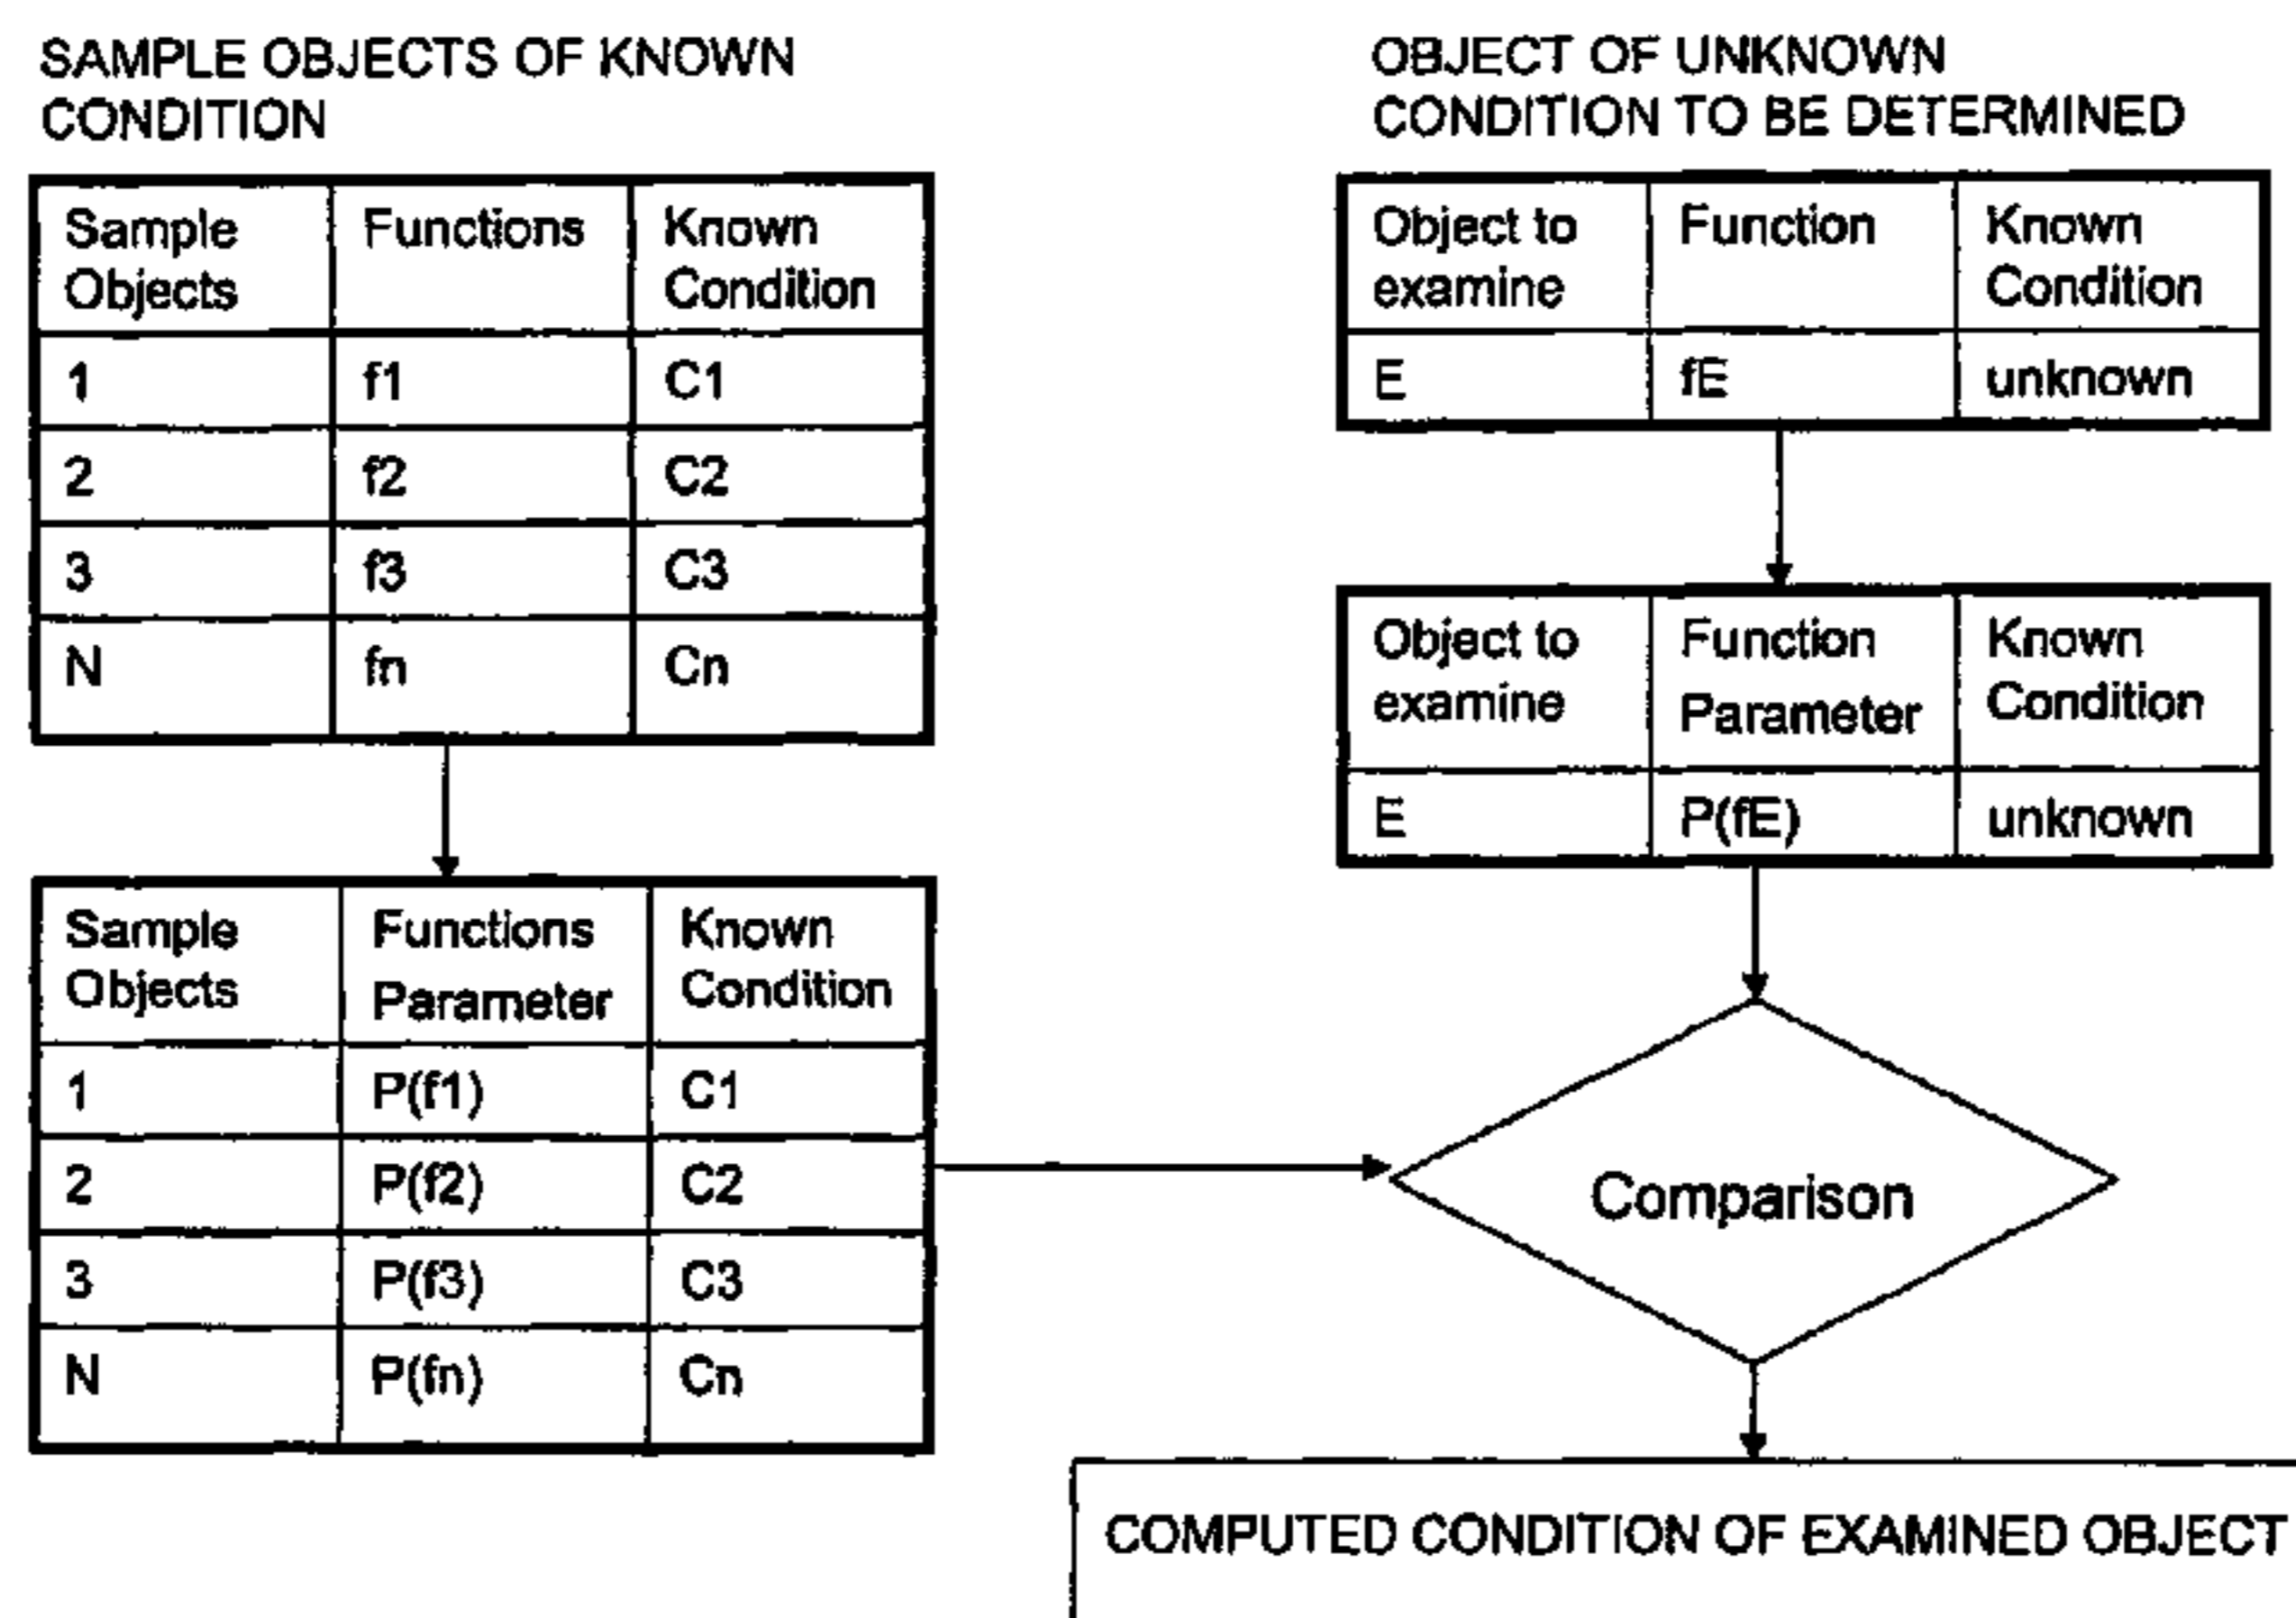 SAMPLE OBJECTS OF KNOWN
CONDITION
Sample Objects Functions Known Condition
1 f1 C1
2 f2 C2
3 f3 C3
N fn Cn
Sample Objects Functions Parameter Known Condition
1 P(f1) C1
2 P(f2) C2
3 P(f3) C3
N P(fn) Cn
OBJECT OF UNKNOWN
CONDITION TO BE DETERMINED
Object to examine Function Known Condition
E fE unknown
Object to examine Function Parameter Known Condition
E P(fE) unknown
Comparison
COMPUTED CONDITION OF EXAMINED OBJECT